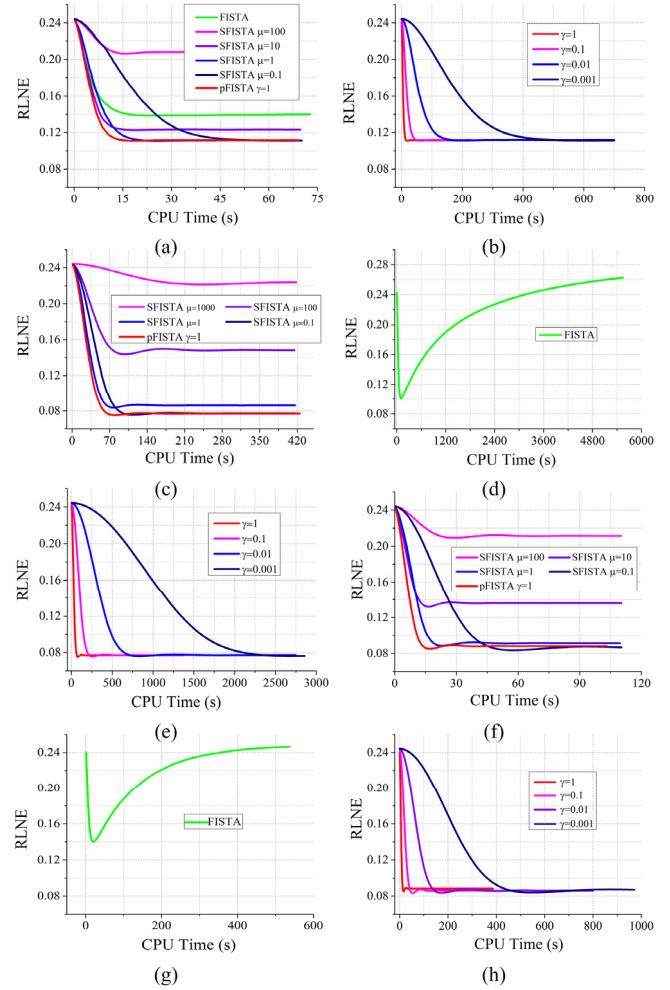 FISTA
SFISTA μ=100
SFISTA μ=10
SFISTA μ=1
SFISTA μ=0.1
pFISTA γ=1
0.24
0.20
0.16
0.12
0.08
RLNE
0 15 30 45 60 75
CPU Time (s)
(a)
γ=1
γ=0.1
γ=0.01
γ=0.001
0.24
0.20
0.16
0.12
0.08
RLNE
0 200 400 600 800
CPU Time (s)
(b)
SFISTA μ=1000 SFISTA μ=100
SFISTA μ=1 SFISTA μ=0.1
pFISTA γ=1
0.24
0.20
0.16
0.12
0.08
RLNE
0 70 140 210 280 350 420
CPU Time (s)
(c)
FISTA
0.28
0.24
0.20
0.16
0.12
0.08
RLNE
0 1200 2400 3600 4800 6000
CPU Time (s)
(d)
γ=1
γ=0.1
γ=0.01
γ=0.001
0.24
0.20
0.16
0.12
0.08
RLNE
0 500 1000 1500 2000 2500 3000
CPU Time (s)
(e)
SFISTA μ=100 SFISTA μ=10
SFISTA μ=1 SFISTA μ=0.1
pFISTA γ=1
0.24
0.20
0.16
0.12
0.08
RLNE
0 30 60 90 120
CPU Time (s)
(f)
FISTA
0.24
0.20
0.16
0.12
0.08
RLNE
0 200 400 600
CPU Time (s)
(g)
γ=1
γ=0.1
γ=0.01
γ=0.001
0.24
0.20
0.16
0.12
0.08
RLNE
0 200 400 600 800 1000
CPU Time (s)
(h)